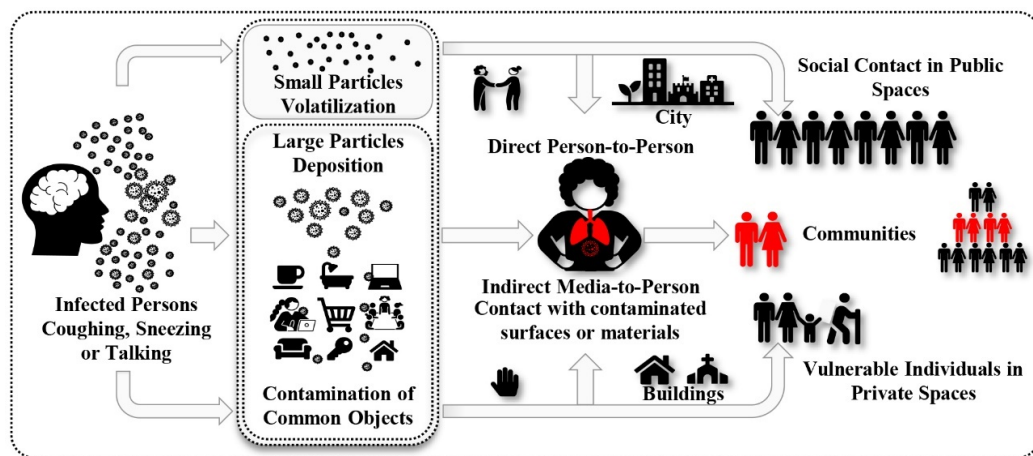 Infected Persons
Coughing, Sneezing
or Talking
Small Particles
Volatilization
Large Particles
Deposition
Contamination of
Common Objects
City
Direct Person-to-Person
Indirect Media-to-Person
Contact with contaminated
surfaces or materials
Buildings
Social Contact in Public
Spaces
Communities
Vulnerable Individuals in
Private Spaces